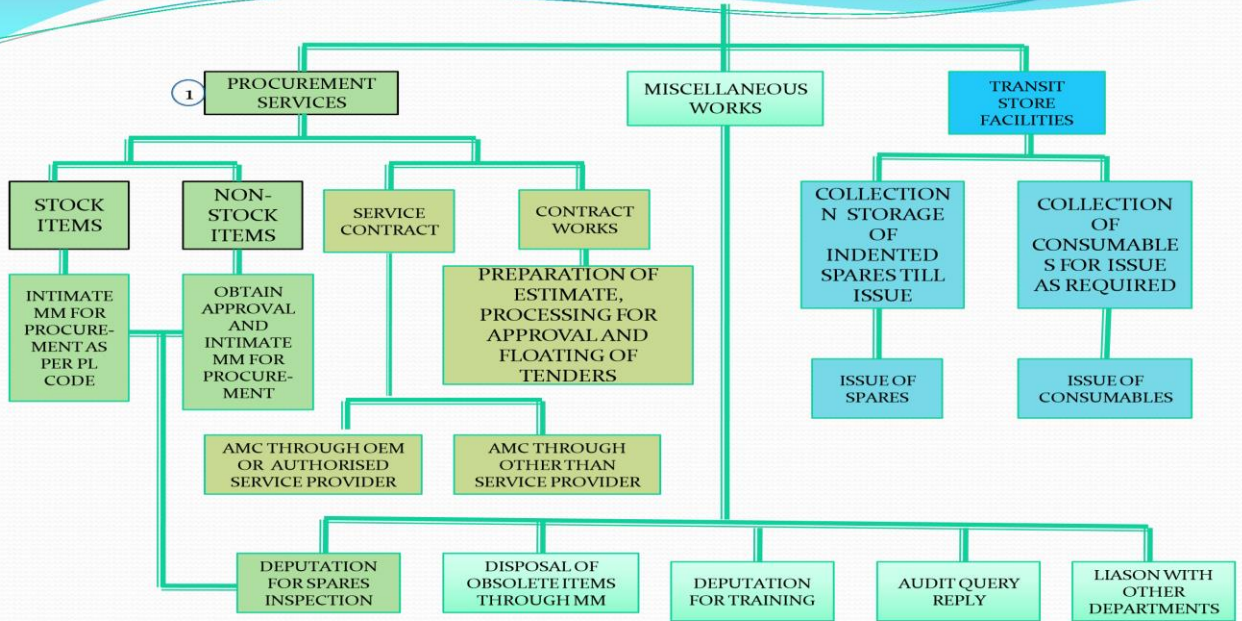 1
PROCUREMENT
SERVICES
MISCELLANEOUS
WORKS
TRANSIT
STORE
FACILITIES
STOCK
ITEMS
NON-
STOCK
ITEMS
SERVICE
CONTRACT
CONTRACT
WORKS
COLLECTION
N STORAGE
OF
INDENTED
SPARES TILL
ISSUE
COLLECTION
OF
CONSUMABLE
S FOR ISSUE
AS REQUIRED
INTIMATE
MM FOR
PROCURE-
MENT AS
PER PL
CODE
OBTAIN
APPROVAL
AND
INTIMATE
MM FOR
PROCURE-
MENT
PREPARATION OF
ESTIMATE,
PROCESSING FOR
APPROVAL AND
FLOATING OF
TENDERS
ISSUE OF
SPARES
ISSUE OF
CONSUMABLES
AMC THROUGH OEM
OR AUTHORISED
SERVICE PROVIDER
AMC THROUGH
OTHER THAN
SERVICE PROVIDER
DEPUTATION
FOR SPARES
INSPECTION
DISPOSAL OF
OBSOLETE ITEMS
THROUGH MM
DEPUTATION
FOR TRAINING
AUDIT QUERY
REPLY
LIASON WITH
OTHER
DEPARTMENTS